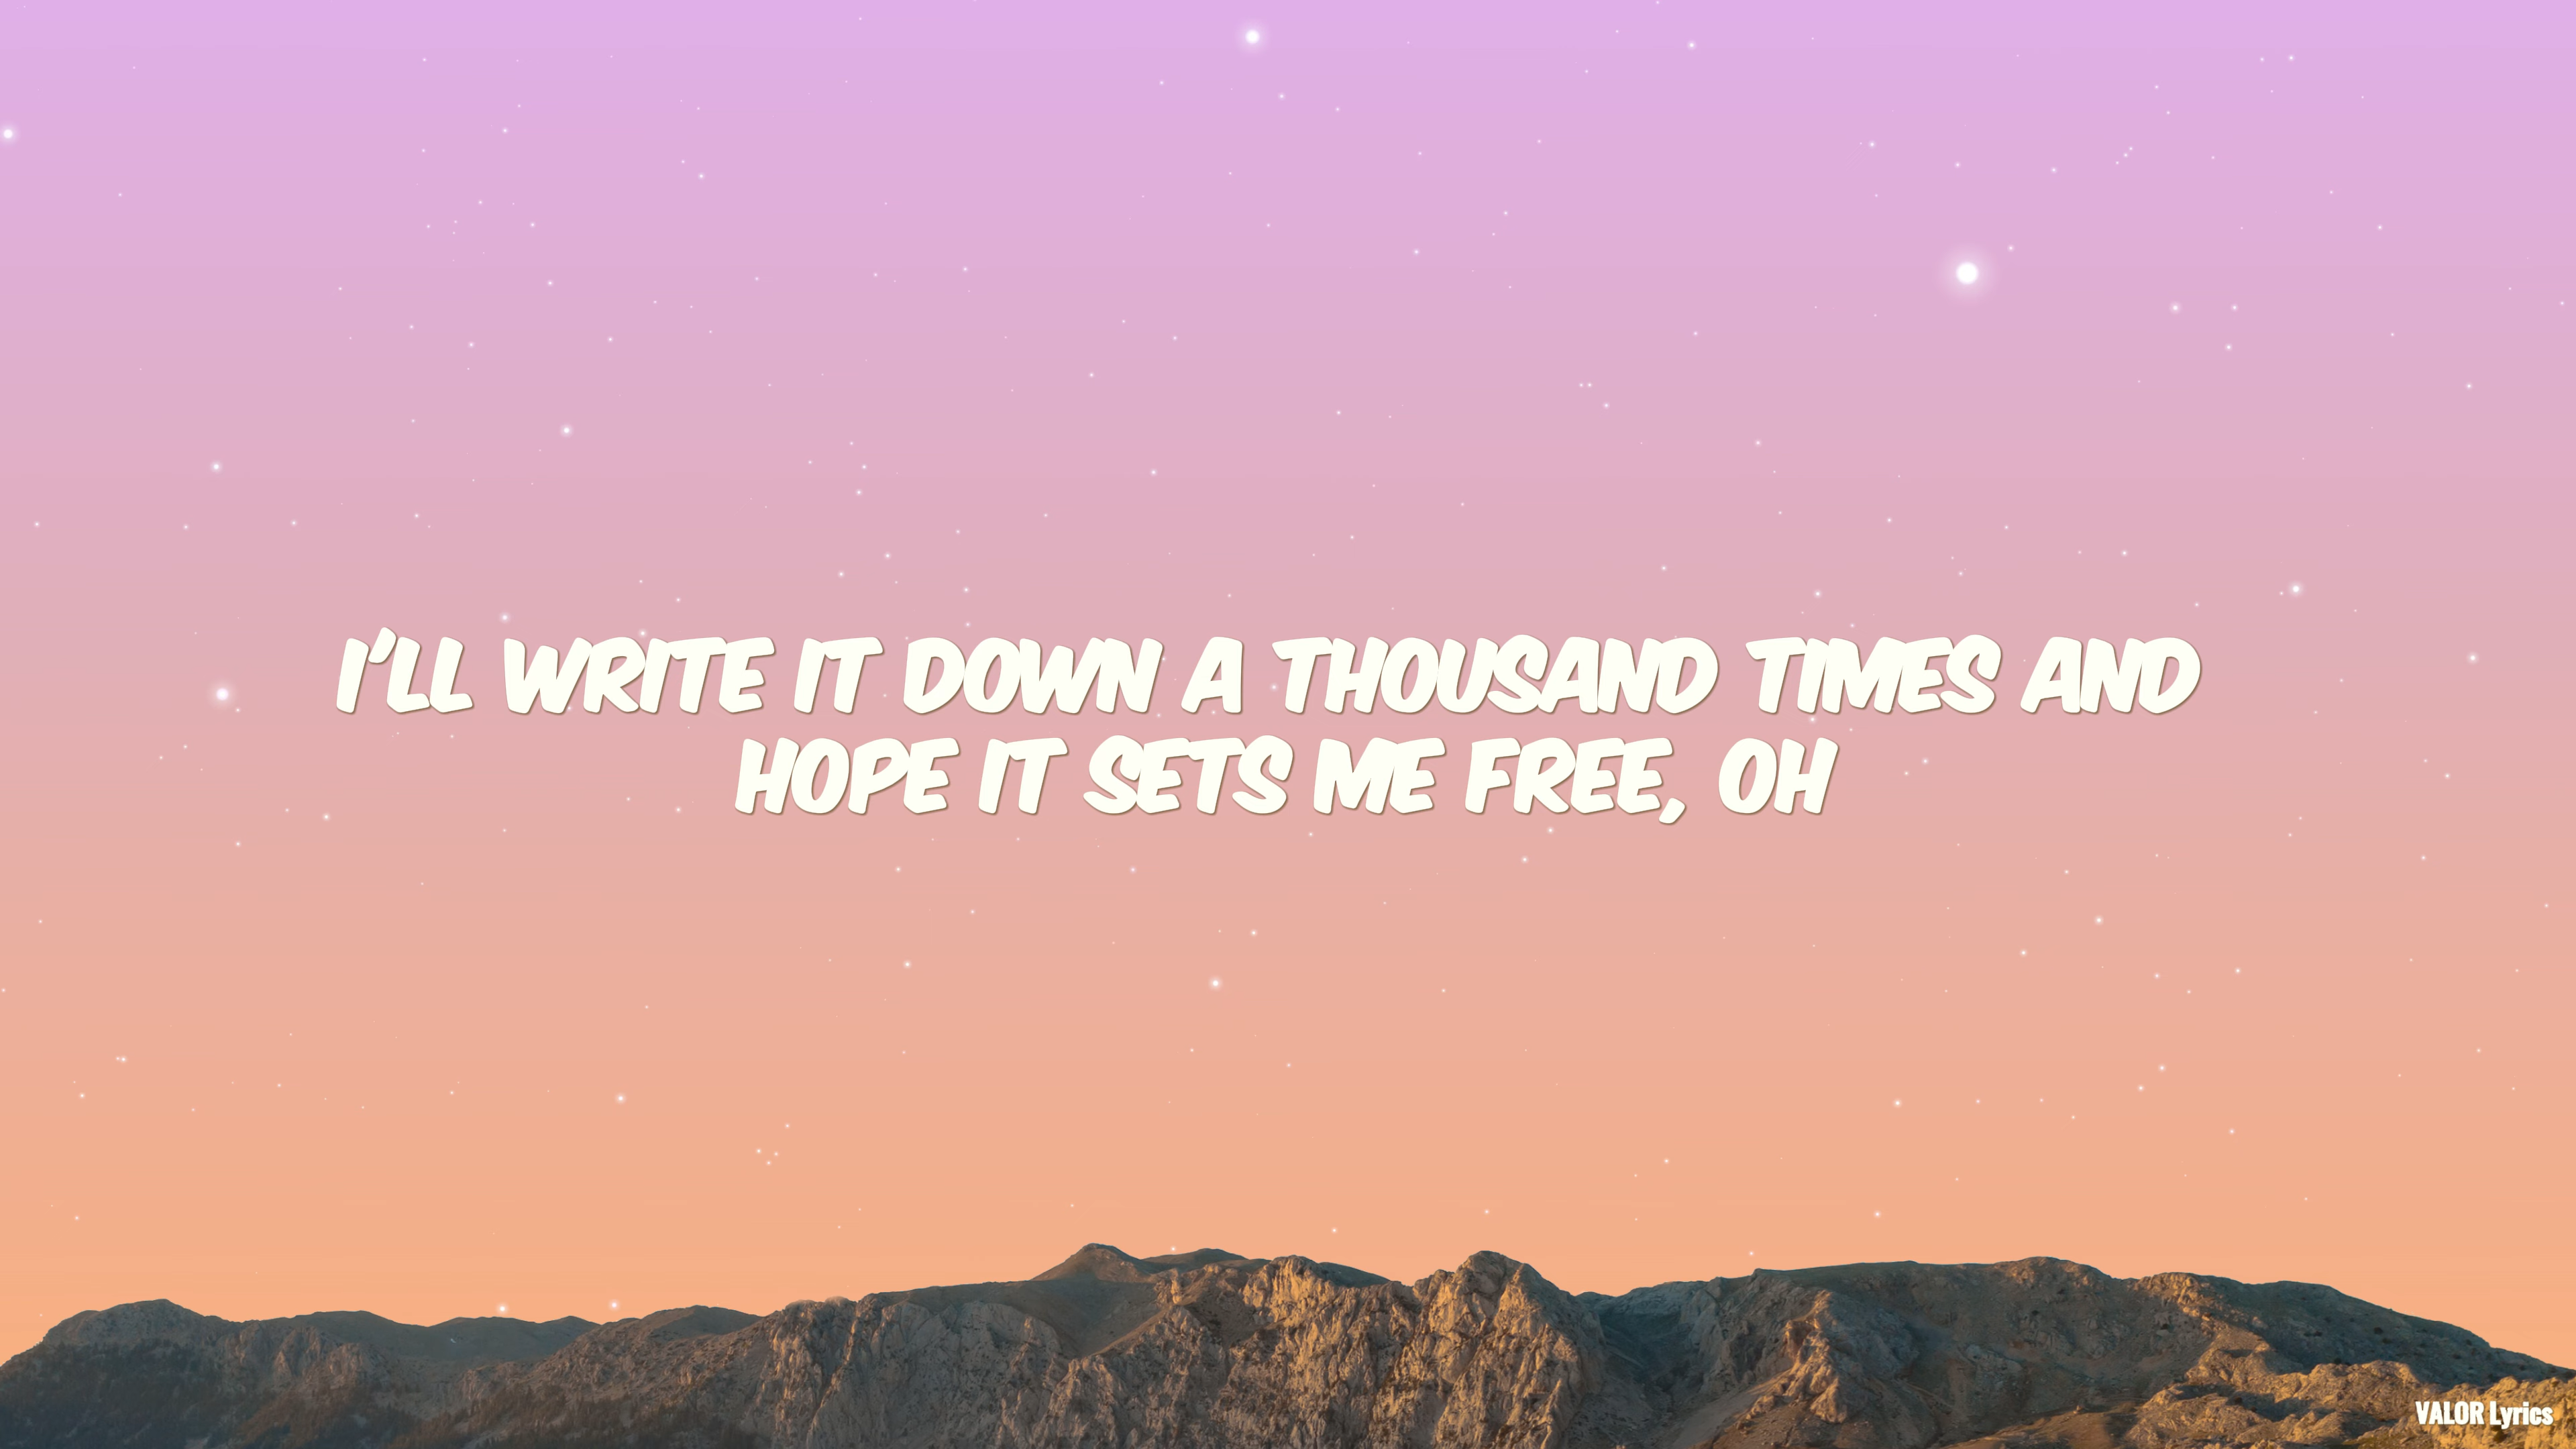 I'LL WRITE IT DOWN A THOUSAND TIMES AND
HOPE IT SETS ME FREE, OH
VALOR Lyrics